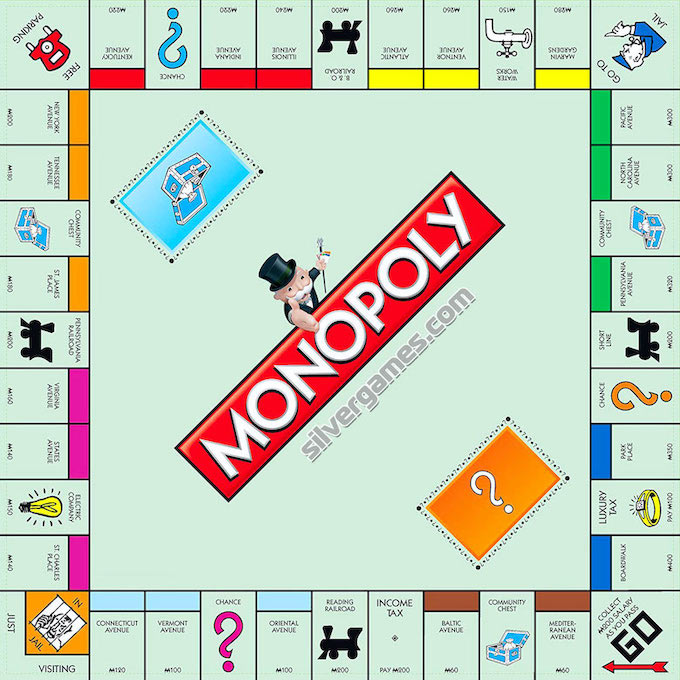 FREE
PARKING
KENTUCKY
AVENUE
M220
CHANCE
INDIANA
AVENUE
M220
ILLINOIS
AVENUE
M240
B. & O.
RAILROAD
M200
ATLANTIC
AVENUE
M260
VENTNOR
AVENUE
M260
WATER
WORKS
M150
MARVIN
GARDENS
M280
GO TO
JAIL
PACIFIC
AVENUE
M300
NORTH
CAROLINA
AVENUE
M300
COMMUNITY
CHEST
PENNSYLVANIA
AVENUE
M320
SHORT
LINE
M200
CHANCE
?
PARK
PLACE
M350
LUXURY
TAX
PAY M100
BOARDWALK
M400
COLLECT
M200 SALARY
AS YOU PASS
GO
MEDITER-
RANEAN
AVENUE
M60
COMMUNITY
CHEST
BALTIC
AVENUE
M60
INCOME
TAX
PAY M200
READING
RAILROAD
M200
ORIENTAL
AVENUE
M100
CHANCE
?
VERMONT
AVENUE
M100
CONNECTICUT
AVENUE
M120
IN
JAIL
JUST
VISITING
ST. CHARLES
PLACE
M140
ELECTRIC
COMPANY
M150
STATES
AVENUE
M140
VIRGINIA
AVENUE
M160
PENNSYLVANIA
RAILROAD
M200
ST. JAMES
PLACE
M180
COMMUNITY
CHEST
TENNESSEE
AVENUE
M180
NEW YORK
AVENUE
M200
MONOPOLY
silvergames.com
?